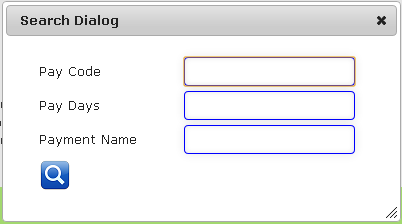 Search Dialog
Pay Code
Pay Days
Payment Name